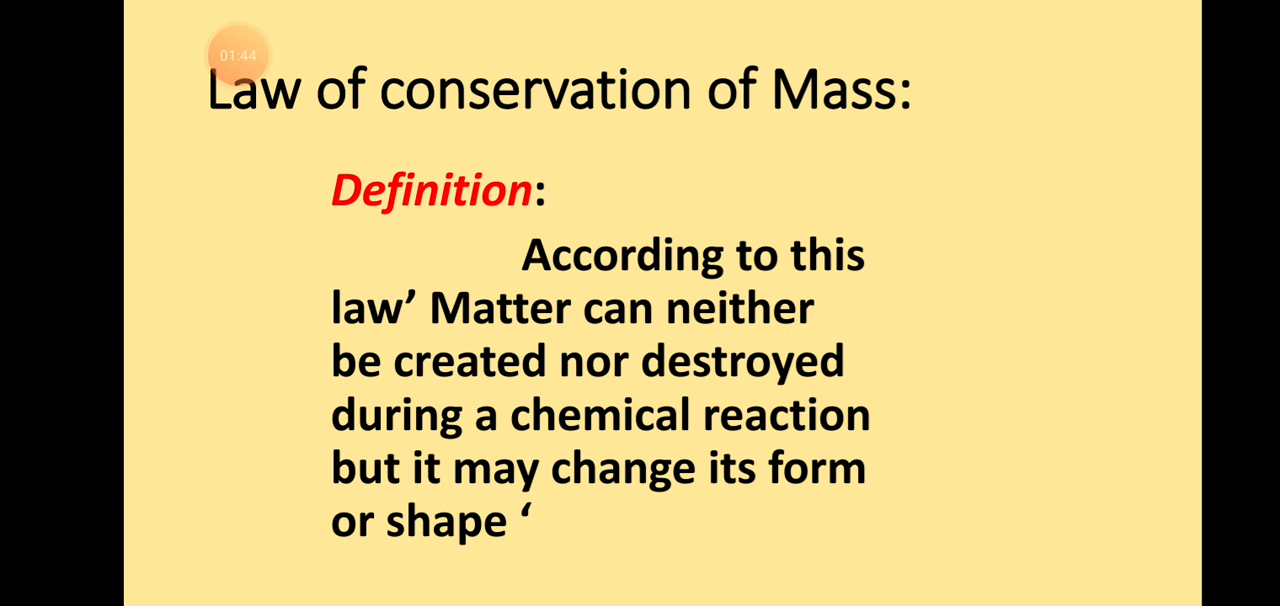 01:44
Law of conservation of Mass:
Definition:
According to this
law’ Matter can neither
be created nor destroyed
during a chemical reaction
but it may change its form
or shape ‘